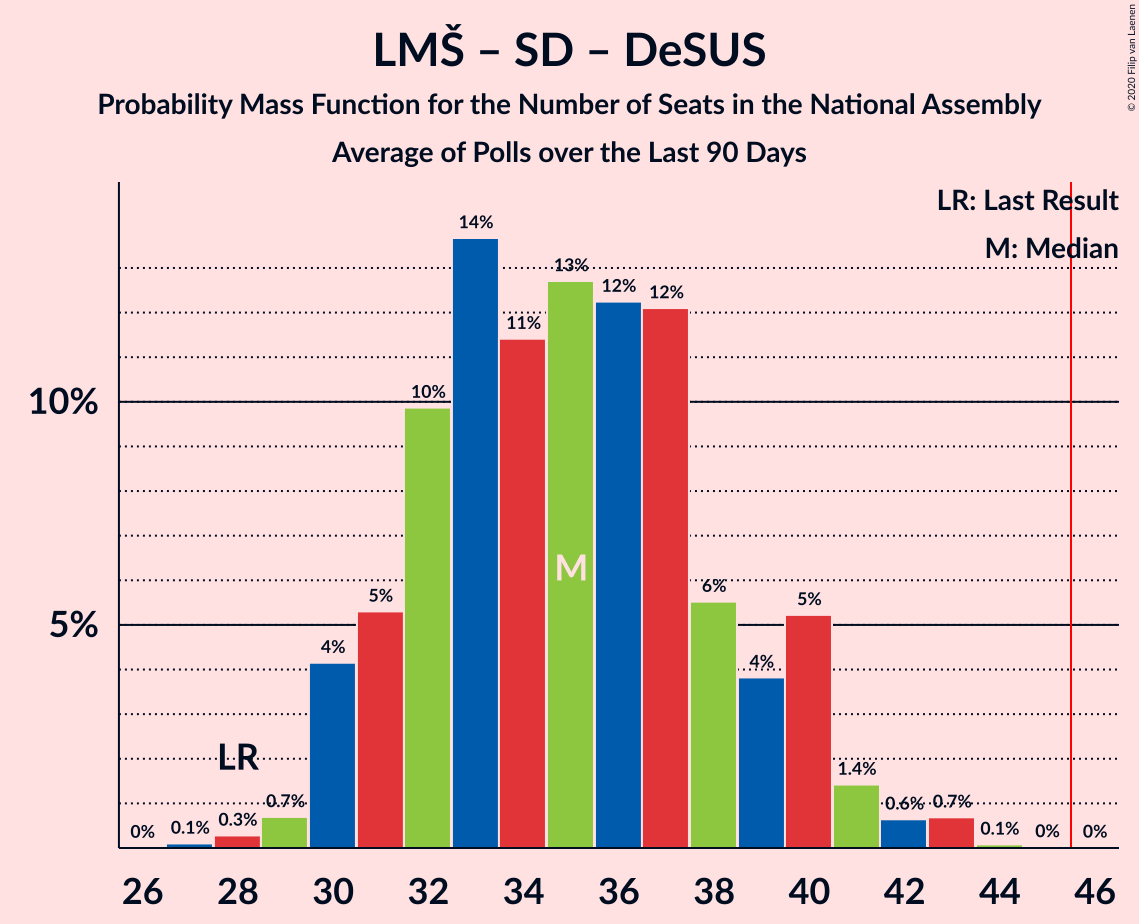 LMŠ – SD – DeSUS
Probability Mass Function for the Number of Seats in the National Assembly
Average of Polls over the Last 90 Days
© 2020 Filip van Laenen
LR: Last Result
M: Median
10%
5%
0%
0.1%
0.3%
0.7%
4%
5%
10%
14%
11%
13%
12%
12%
6%
4%
5%
1.4%
0.6%
0.7%
0.1%
0%
0%
LR
M
26 28 30 32 34 36 38 40 42 44 46